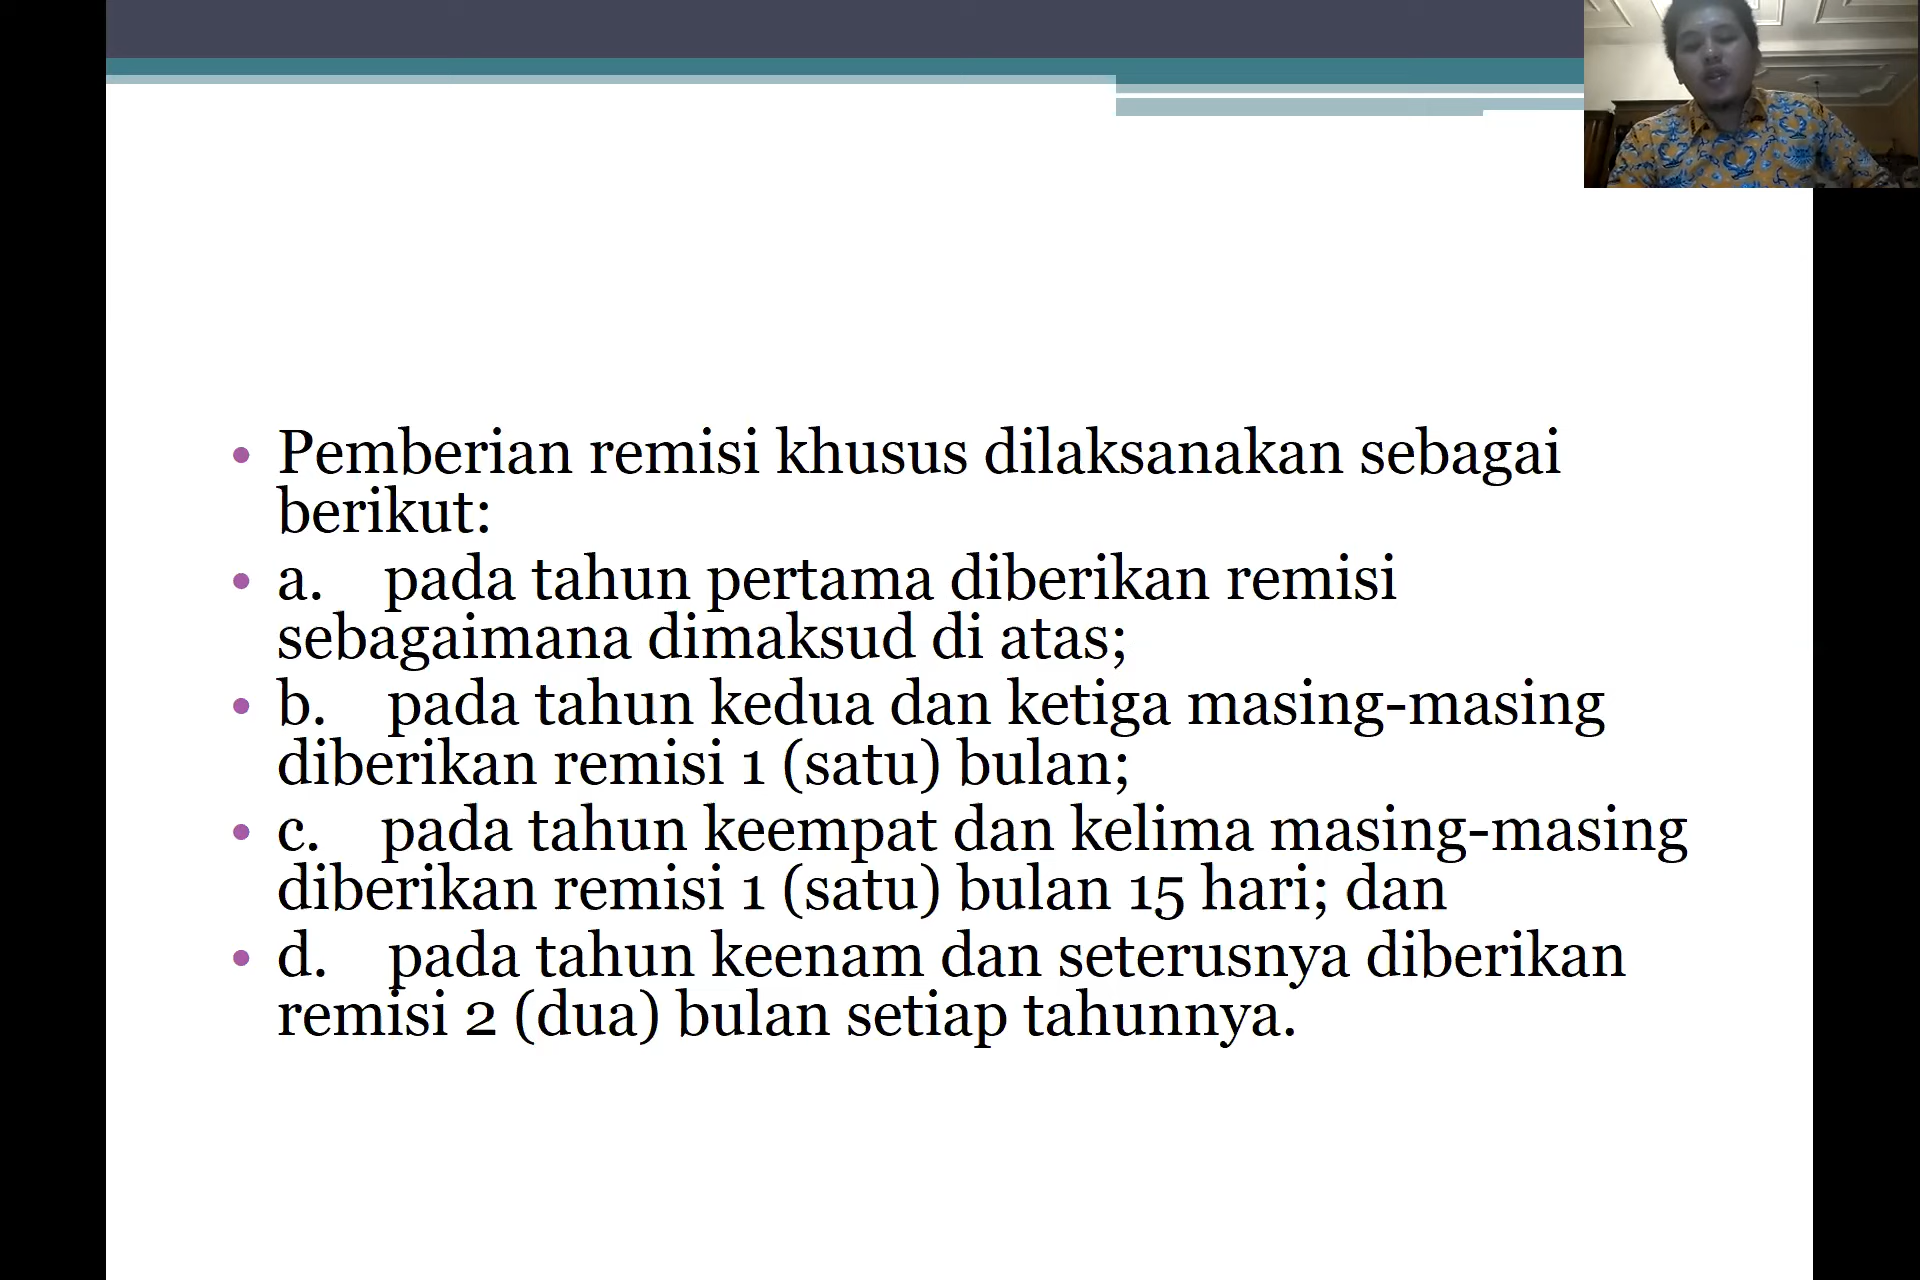 • Pemberian remisi khusus dilaksanakan sebagai
berikut:
• a. pada tahun pertama diberikan remisi
sebagaimana dimaksud di atas;
• b. pada tahun kedua dan ketiga masing-masing
diberikan remisi 1 (satu) bulan;
• c. pada tahun keempat dan kelima masing-masing
diberikan remisi 1 (satu) bulan 15 hari; dan
• d. pada tahun keenam dan seterusnya diberikan
remisi 2 (dua) bulan setiap tahunnya.